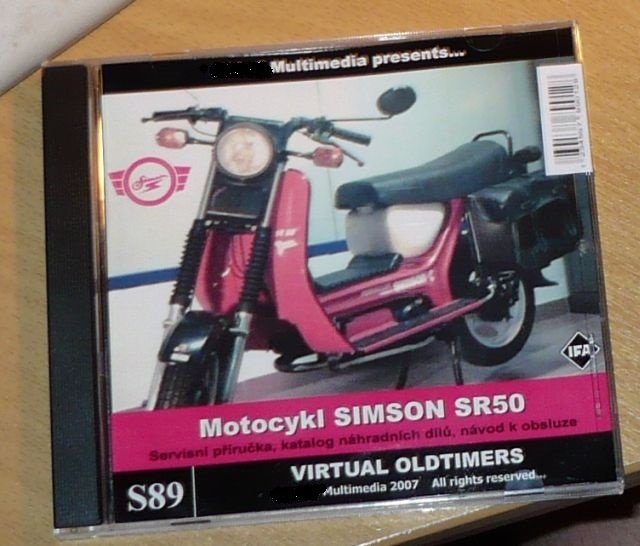 Multimedia presents...
Simson
IFA
Motocykl SIMSON SR50
Servisní příručka, katalog náhradních dílů, návod k obsluze
VIRTUAL OLDTIMERS
S89
Multimedia 2007 All rights reserved...